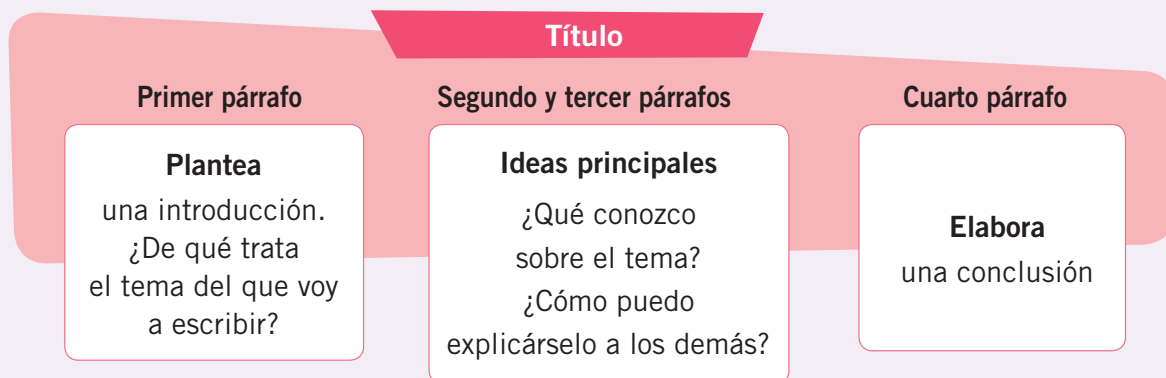 Título
Primer párrafo
Plantea
una introducción.
¿De qué trata
el tema del que voy
a escribir?
Segundo y tercer párrafos
Ideas principales
¿Qué conozco
sobre el tema?
¿Cómo puedo
explicárselo a los demás?
Cuarto párrafo
Elabora
una conclusión